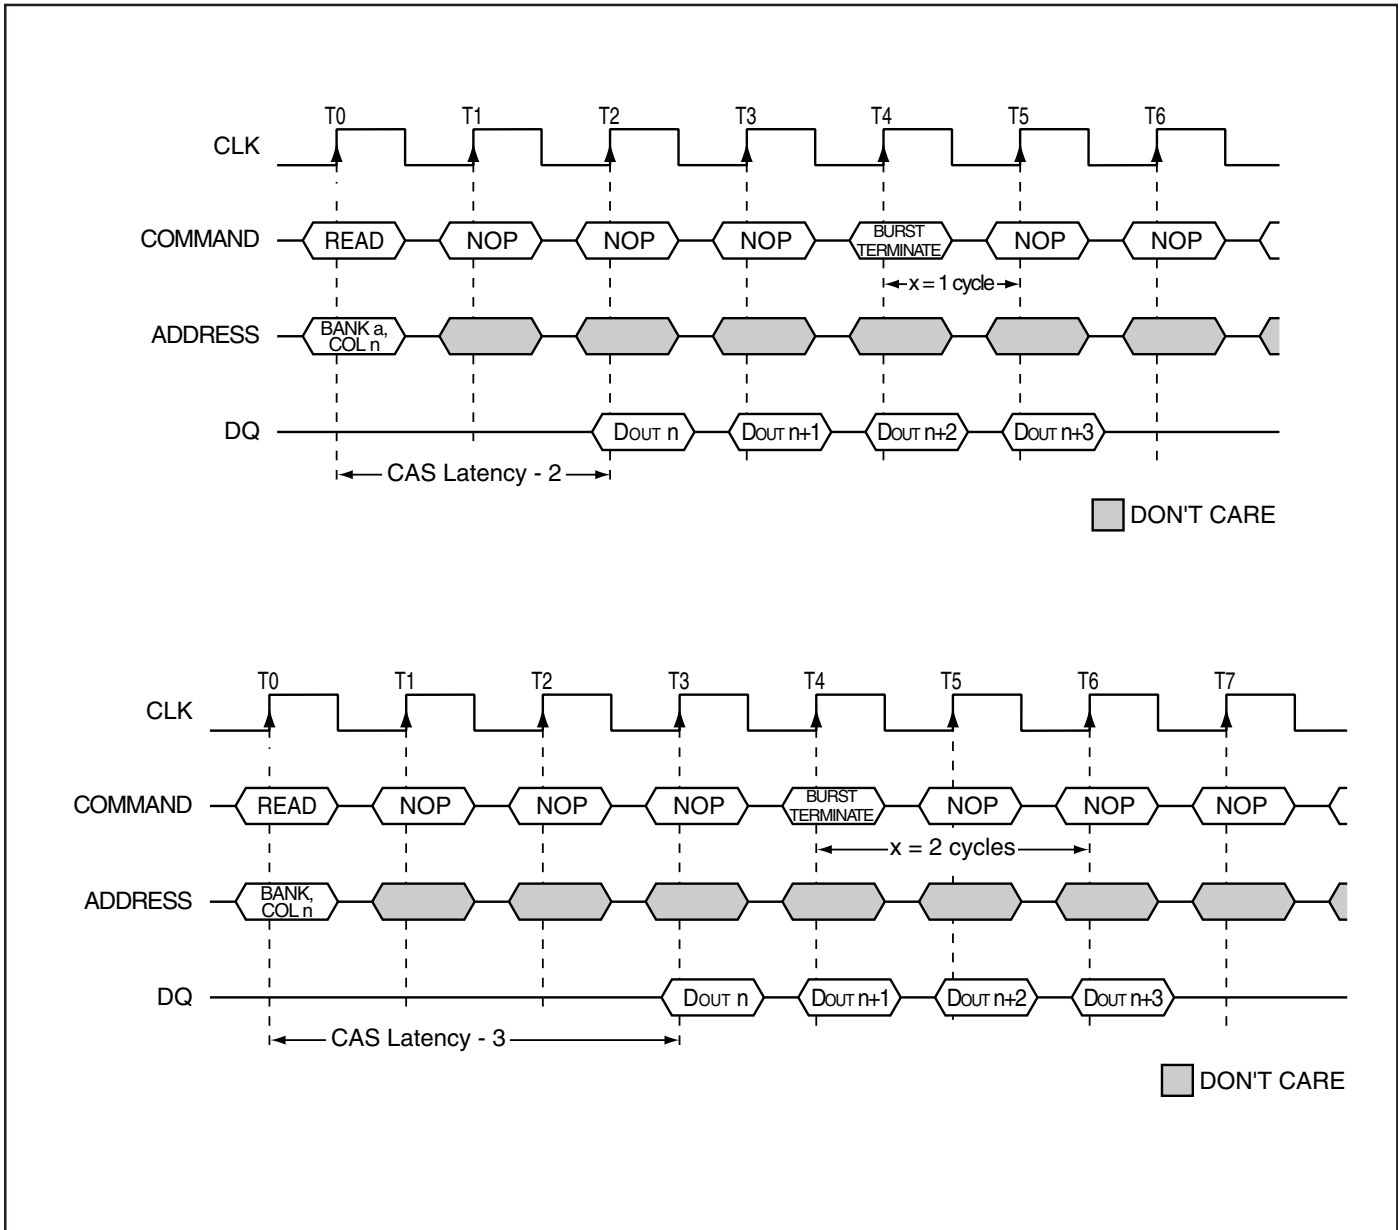 T0 T1 T2 T3 T4 T5 T6
CLK
COMMAND READ NOP NOP NOP BURST TERMINATE NOP NOP
x = 1 cycle
ADDRESS BANK a, COL n
DQ DOUT n DOUT n+1 DOUT n+2 DOUT n+3
CAS Latency - 2
DON'T CARE
T0 T1 T2 T3 T4 T5 T6 T7
CLK
COMMAND READ NOP NOP NOP BURST TERMINATE NOP NOP NOP
x = 2 cycles
ADDRESS BANK, COL n
DQ DOUT n DOUT n+1 DOUT n+2 DOUT n+3
CAS Latency - 3
DON'T CARE